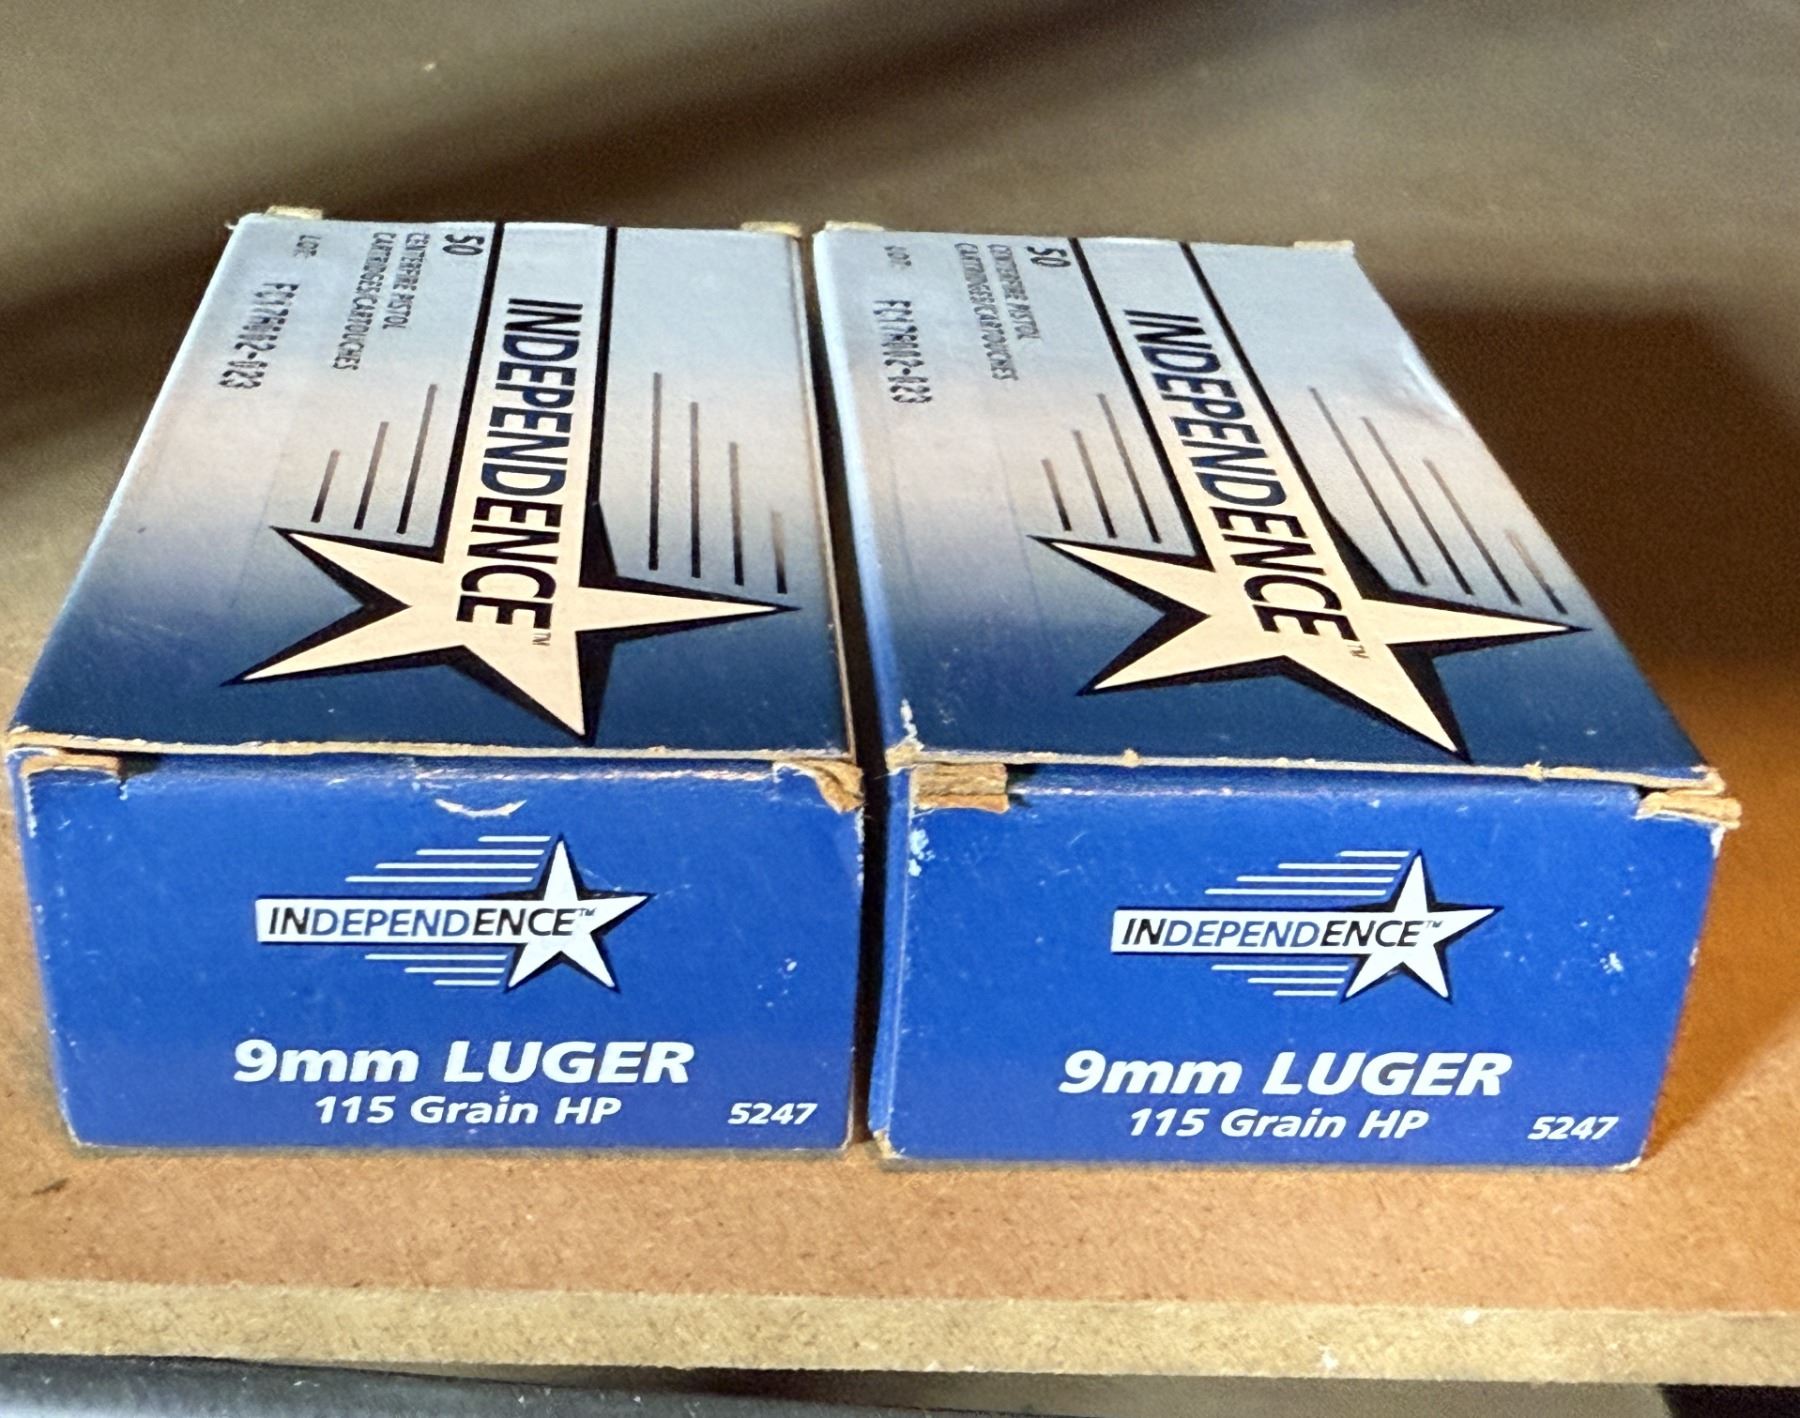 50
CENTERFIRE PISTOL
CARTRIDGES/CARTOUCHES
LOT:
INDEPENDENCE™
INDEPENDENCE™
9mm LUGER
115 Grain HP
5247
50
CENTERFIRE PISTOL
CARTRIDGES/CARTOUCHES
LOT:
INDEPENDENCE™
INDEPENDENCE™
9mm LUGER
115 Grain HP
5247